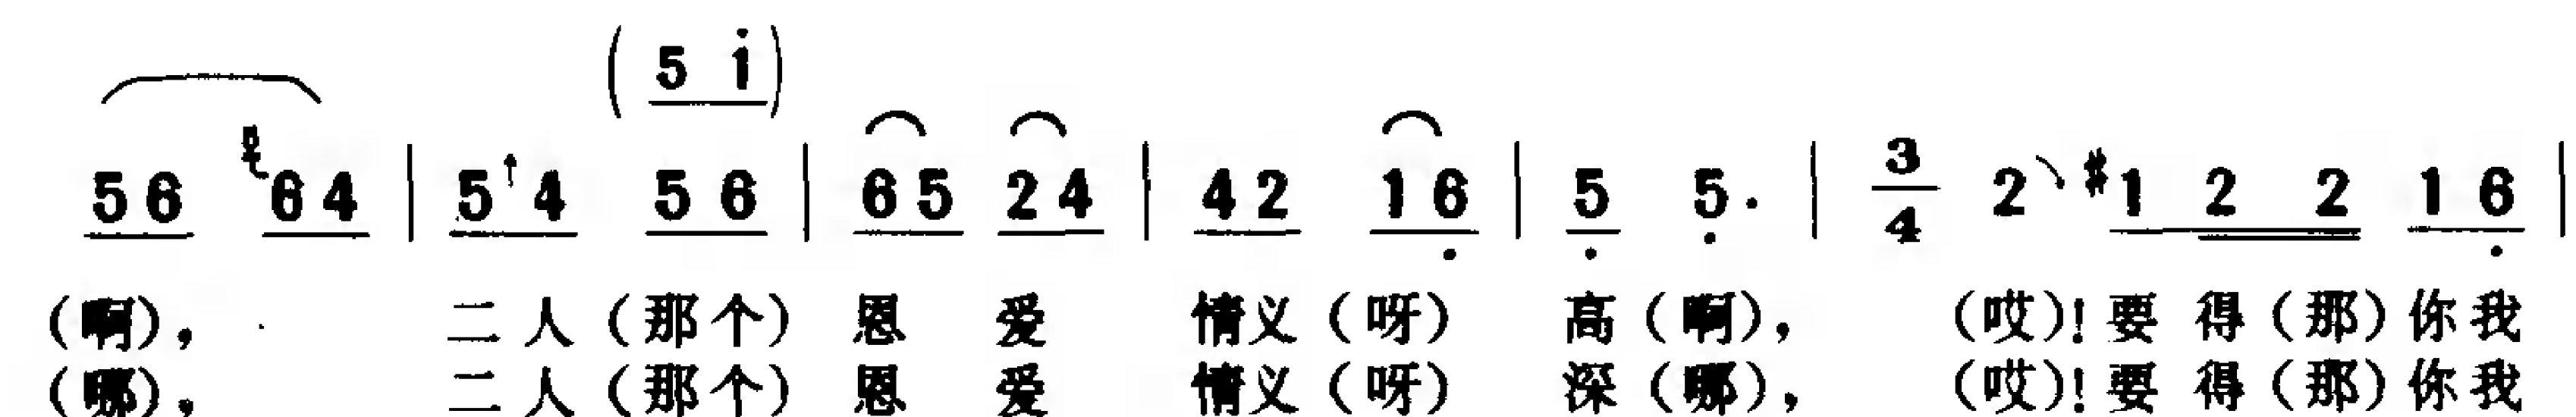 (5 i)
56 64 | 5↑4 56 | 65 24 | 42 16 | 5 5. | 3/4 2 #1 2 2 16 |
(啊)， 二人(那个)恩 爱 情义(呀) 高(啊)， (哎)!要 得(那)你我
(哪)， 二人(那个)恩 爱 情义(呀) 深(哪)， (哎)!要 得(那)你我